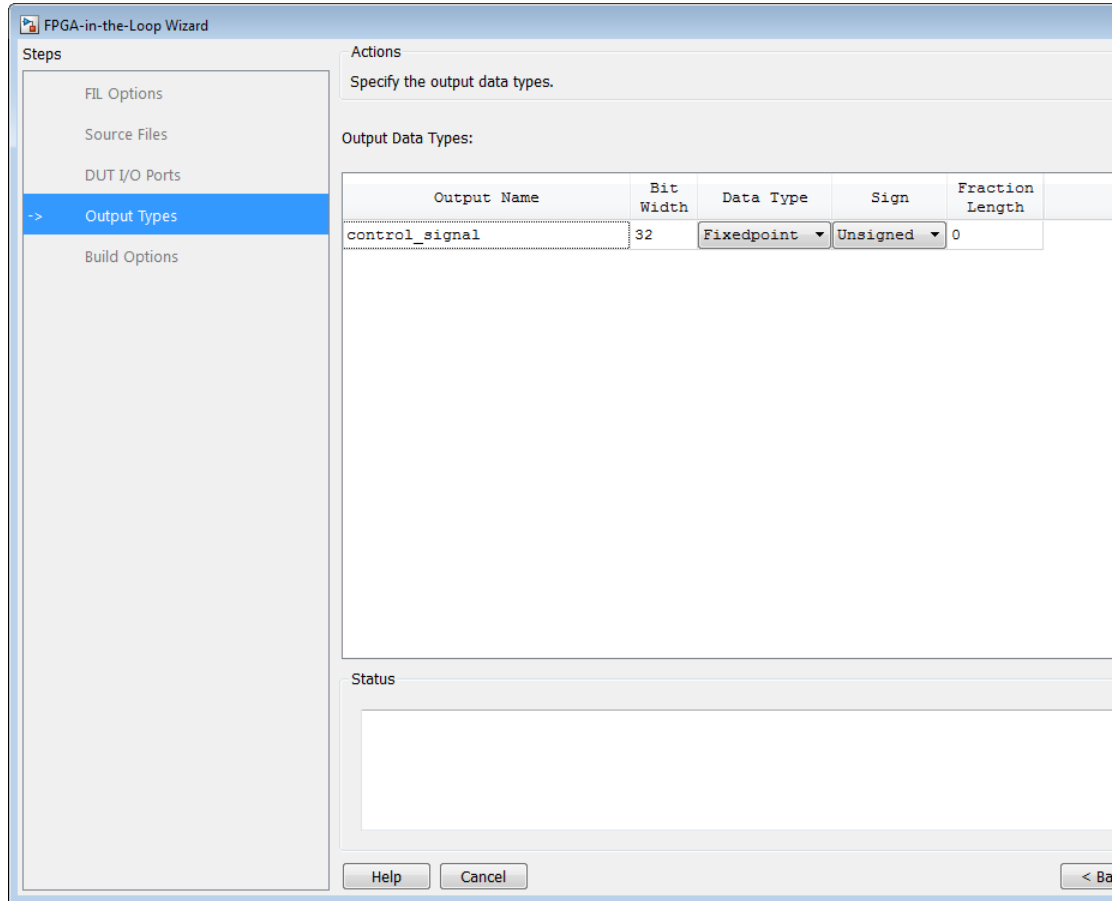 FPGA-in-the-Loop Wizard
Steps
FIL Options
Source Files
DUT I/O Ports
-> Output Types
Build Options
Actions
Specify the output data types.
Output Data Types:
Output Name Bit Width Data Type Sign Fraction Length
control_signal 32 Fixedpoint Unsigned 0
Status
Help Cancel < Ba